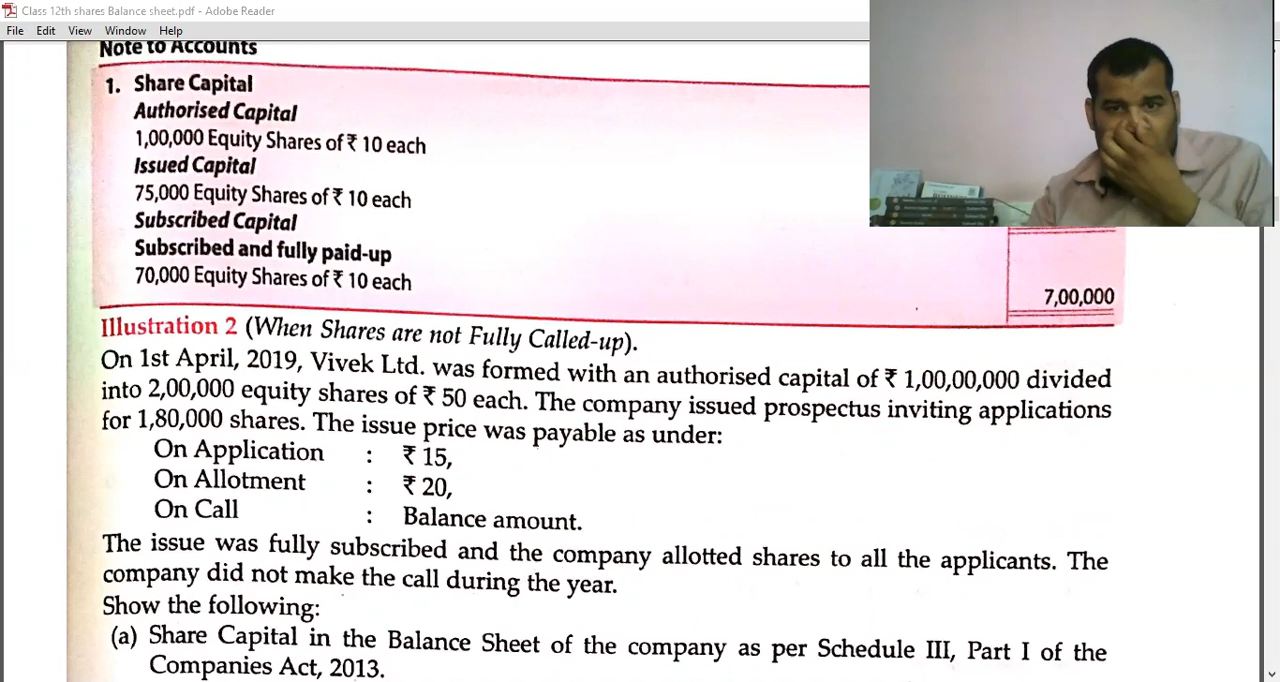 Class 12th shares Balance sheet.pdf - Adobe Reader
File Edit View Window Help
Note to Accounts
1. Share Capital
Authorised Capital
1,00,000 Equity Shares of ₹ 10 each
Issued Capital
75,000 Equity Shares of ₹ 10 each
Subscribed Capital
Subscribed and fully paid-up
70,000 Equity Shares of ₹ 10 each
7,00,000
Illustration 2 (When Shares are not Fully Called-up).
On 1st April, 2019, Vivek Ltd. was formed with an authorised capital of ₹ 1,00,00,000 divided
into 2,00,000 equity shares of ₹ 50 each. The company issued prospectus inviting applications
for 1,80,000 shares. The issue price was payable as under:
On Application : ₹ 15,
On Allotment : ₹ 20,
On Call : Balance amount.
The issue was fully subscribed and the company allotted shares to all the applicants. The
company did not make the call during the year.
Show the following:
(a) Share Capital in the Balance Sheet of the company as per Schedule III, Part I of the
Companies Act, 2013.